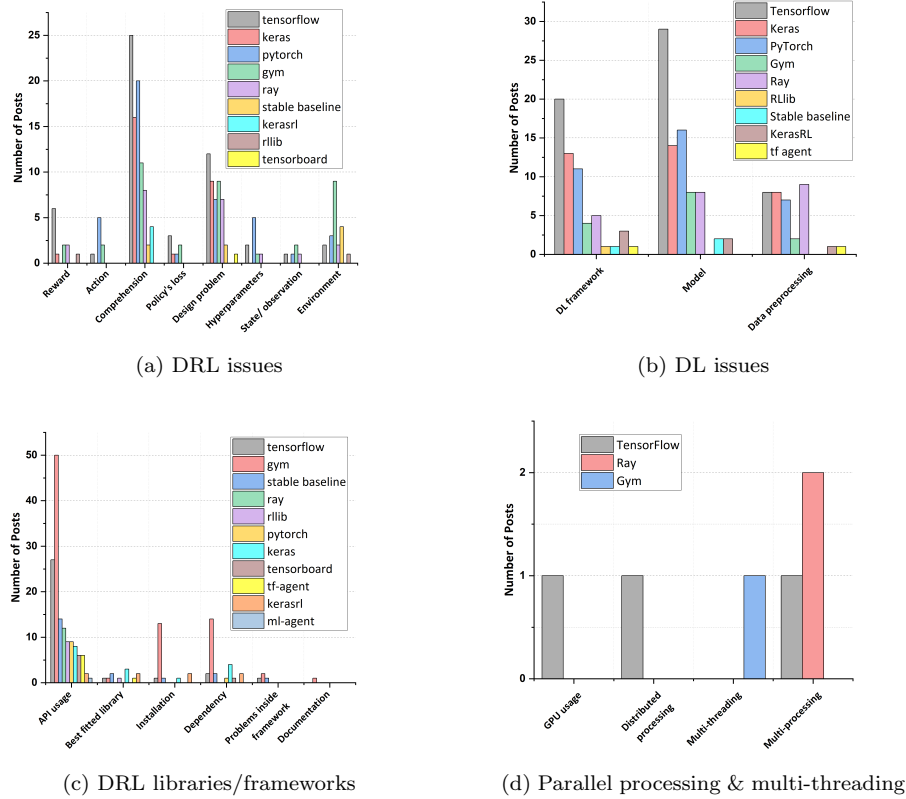 25
20
15
10
5
0
Number of Posts
tensorflow
keras
pytorch
gym
ray
stable baseline
kerasrl
rllib
tensorboard
Reward
Action
Comprehension
Policy's loss
Design problem
Hyperparameters
State/ observation
Environment
(a) DRL issues
30
25
20
15
10
5
0
Number of Posts
Tensorflow
Keras
PyTorch
Gym
Ray
RLlib
Stable baseline
KerasRL
tf agent
DL framework
Model
Data preprocessing
(b) DL issues
50
40
30
20
10
0
Number of Posts
tensorflow
gym
stable baseline
ray
rllib
pytorch
keras
tensorboard
tf-agent
kerasrl
ml-agent
API usage
Best fitted library
Installation
Dependency
Problems inside
framework
Documentation
(c) DRL libraries/frameworks
2
1
0
Number of Posts
TensorFlow
Ray
Gym
GPU usage
Distributed
processing
Multi-threading
Multi-processing
(d) Parallel processing & multi-threading